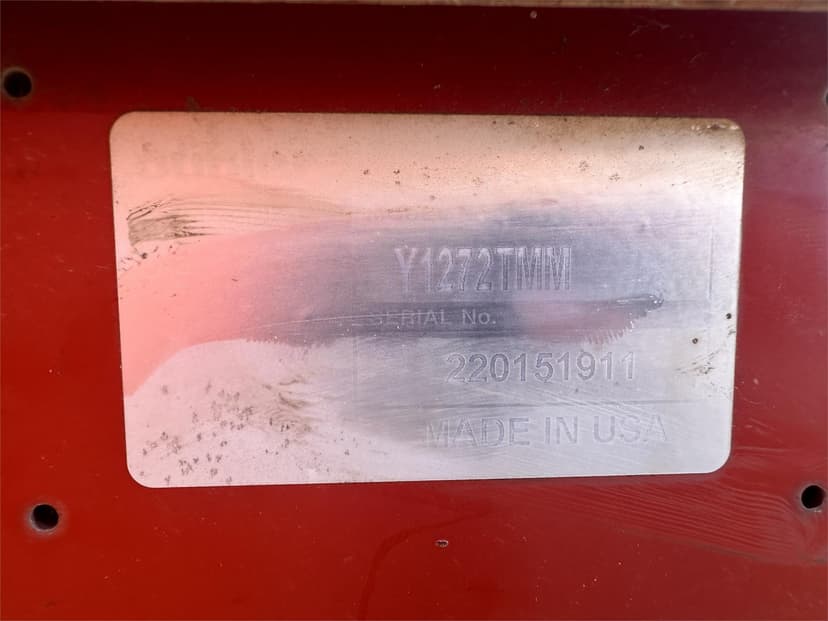 Y1272TMM
SERIAL No.
220151911
MADE IN USA